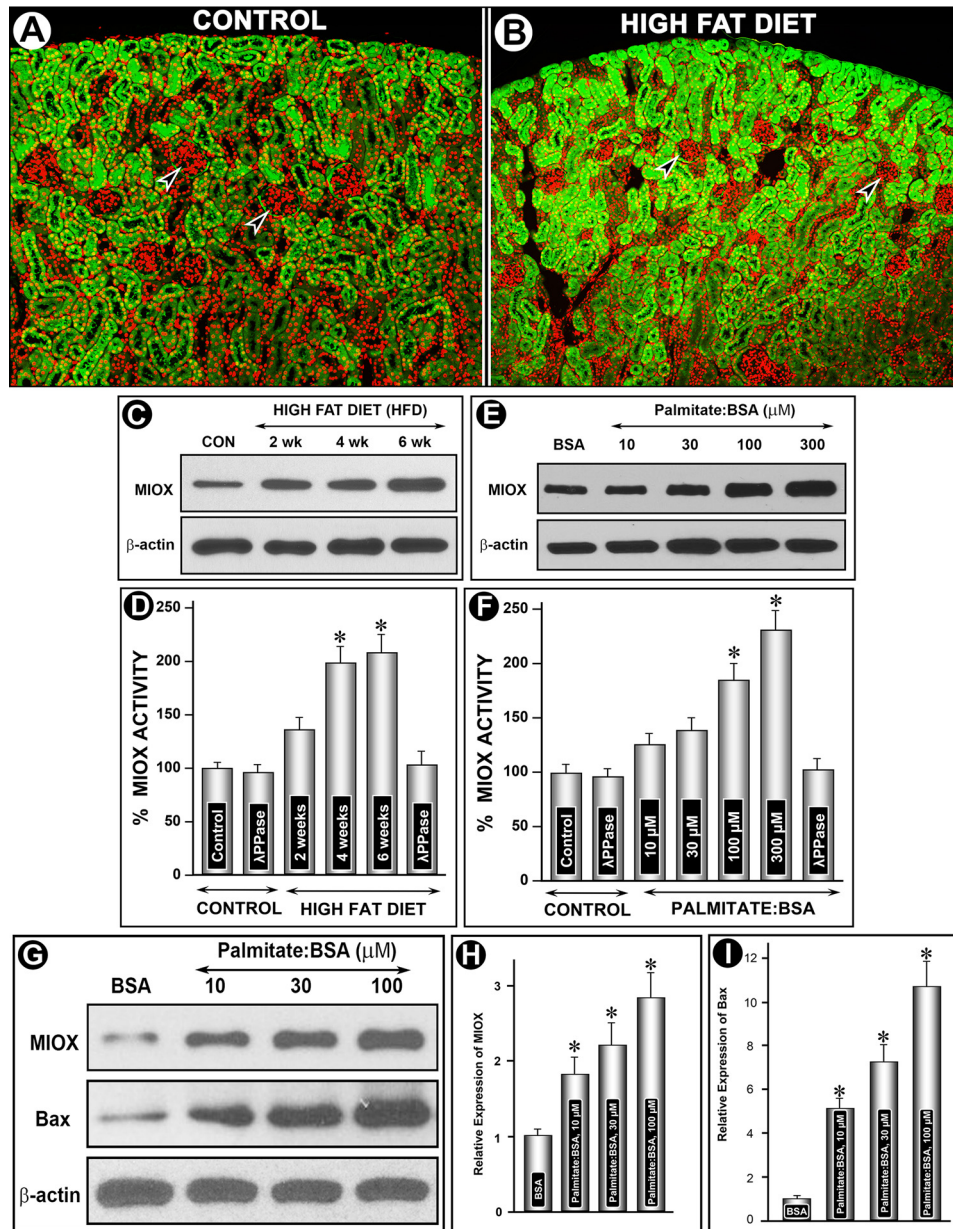 A CONTROL
B HIGH FAT DIET
C HIGH FAT DIET (HFD)
CON 2 wk 4 wk 6 wk
MIOX
β-actin
E Palmitate:BSA (μM)
BSA 10 30 100 300
MIOX
β-actin
D
% MIOX ACTIVITY
250
200
150
100
50
0
* *
Control λPPase 2 weeks 4 weeks 6 weeks λPPase
CONTROL HIGH FAT DIET
F
% MIOX ACTIVITY
250
200
150
100
50
0
* *
Control λPPase 10 μM 30 μM 100 μM 300 μM λPPase
CONTROL PALMITATE:BSA
G Palmitate:BSA (μM)
BSA 10 30 100
MIOX
Bax
β-actin
H
Relative Expression of MIOX
3
2
1
0
* * *
BSA Palmitate:BSA, 10 μM Palmitate:BSA, 30 μM Palmitate:BSA, 100 μM
I
Relative Expression of Bax
12
10
8
6
4
2
0
* * *
BSA Palmitate:BSA, 10 μM Palmitate:BSA, 30 μM Palmitate:BSA, 100 μM